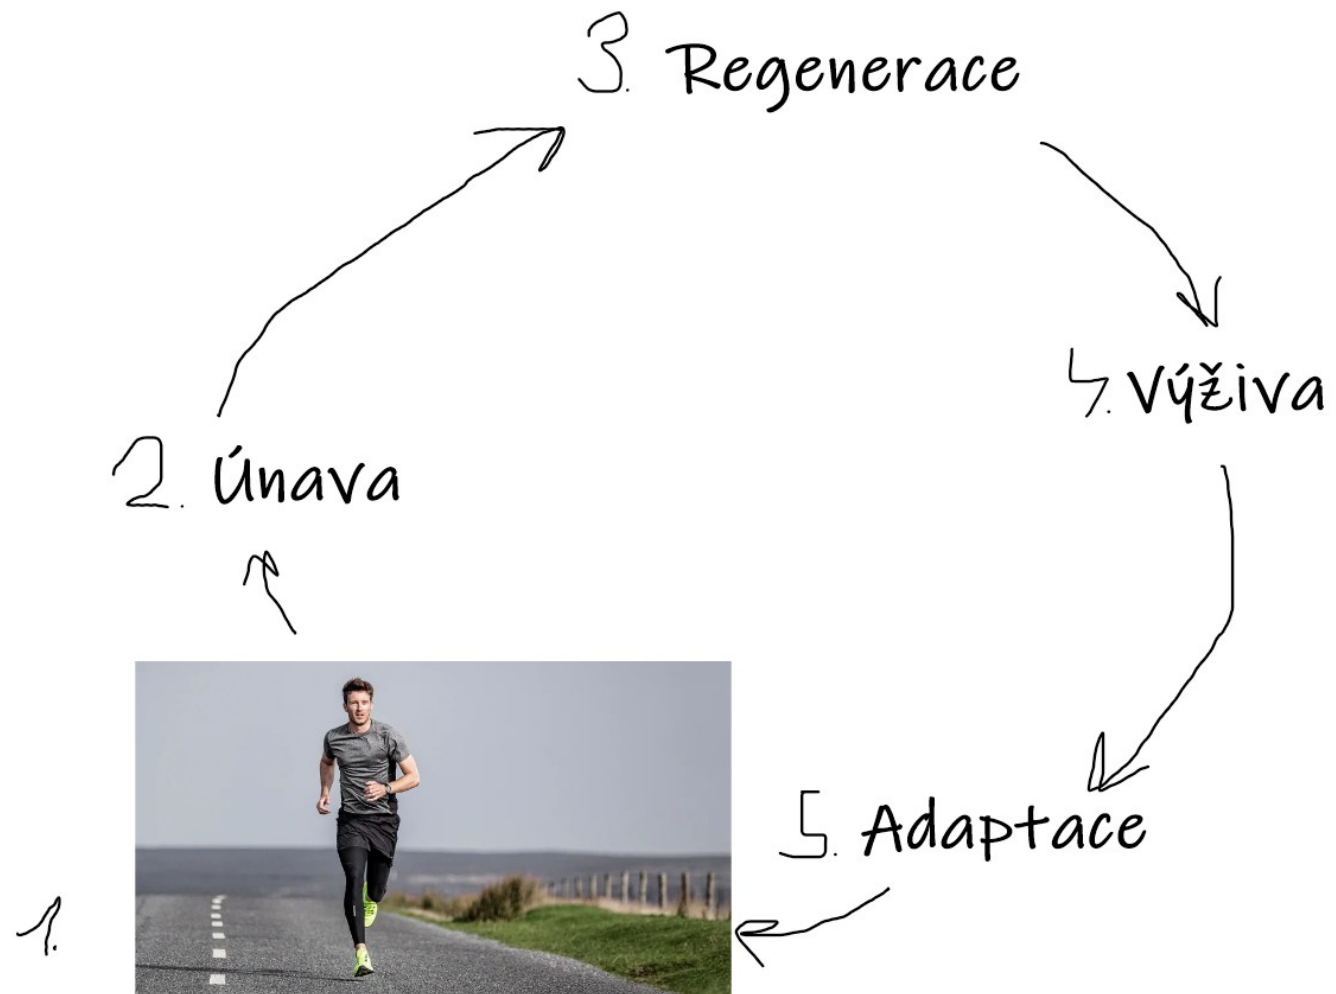 3. Regenerace
4. Výživa
2. Únava
5. Adaptace
1.